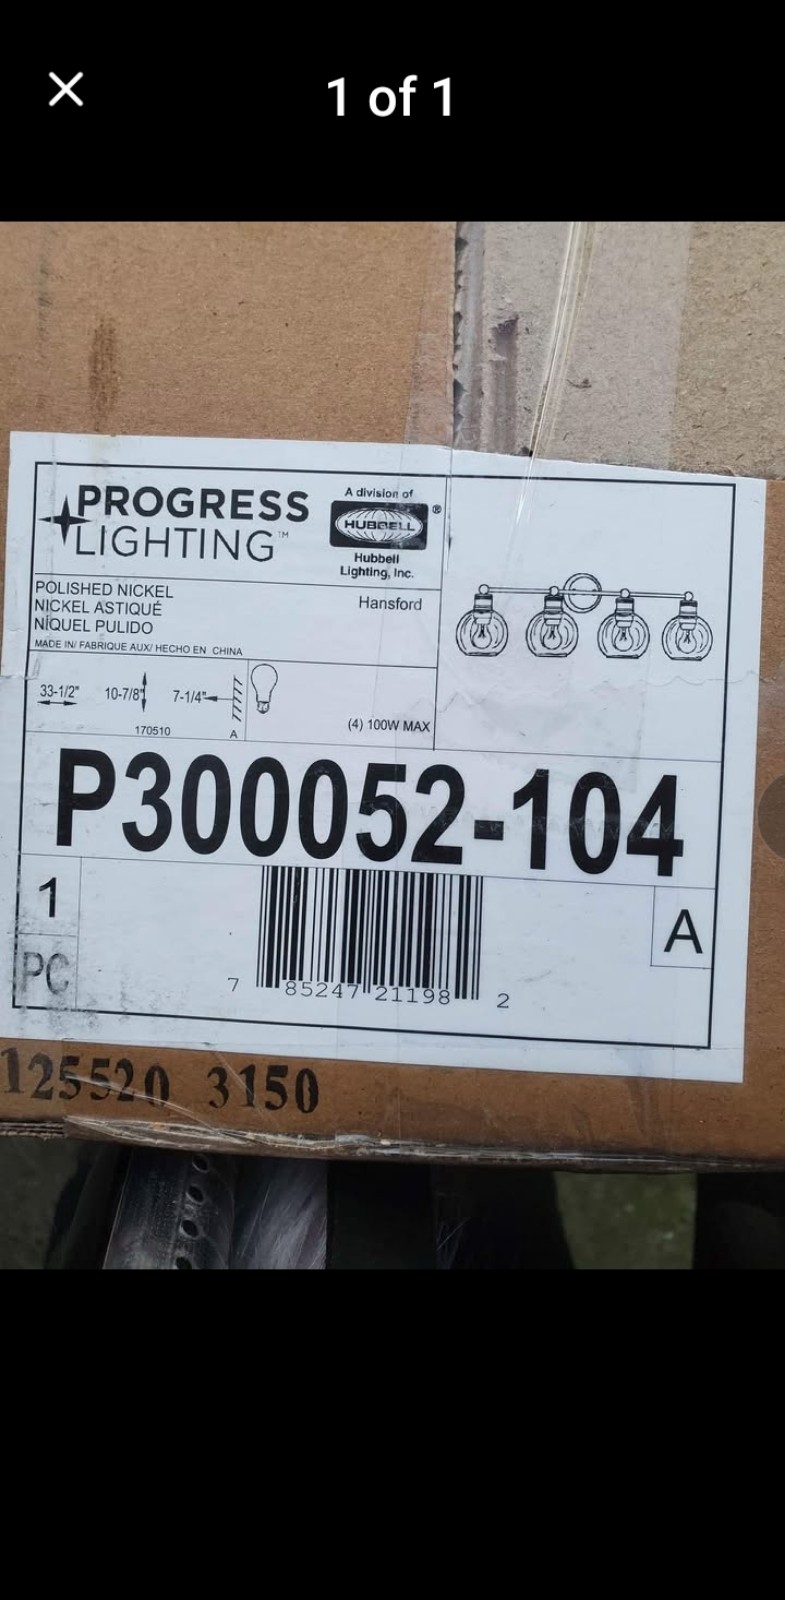 1 of 1
PROGRESS
LIGHTING™
A division of
HUBBELL®
Hubbell
Lighting, Inc.
POLISHED NICKEL
NICKEL ASTIQUÉ
NÍQUEL PULIDO
Hansford
MADE IN/ FABRIQUE AUX/ HECHO EN CHINA
33-1/2" 10-7/8" 7-1/4"
170510 A
(4) 100W MAX
P300052-104
1
PC
A
7 85247 21198 2
125520 3150